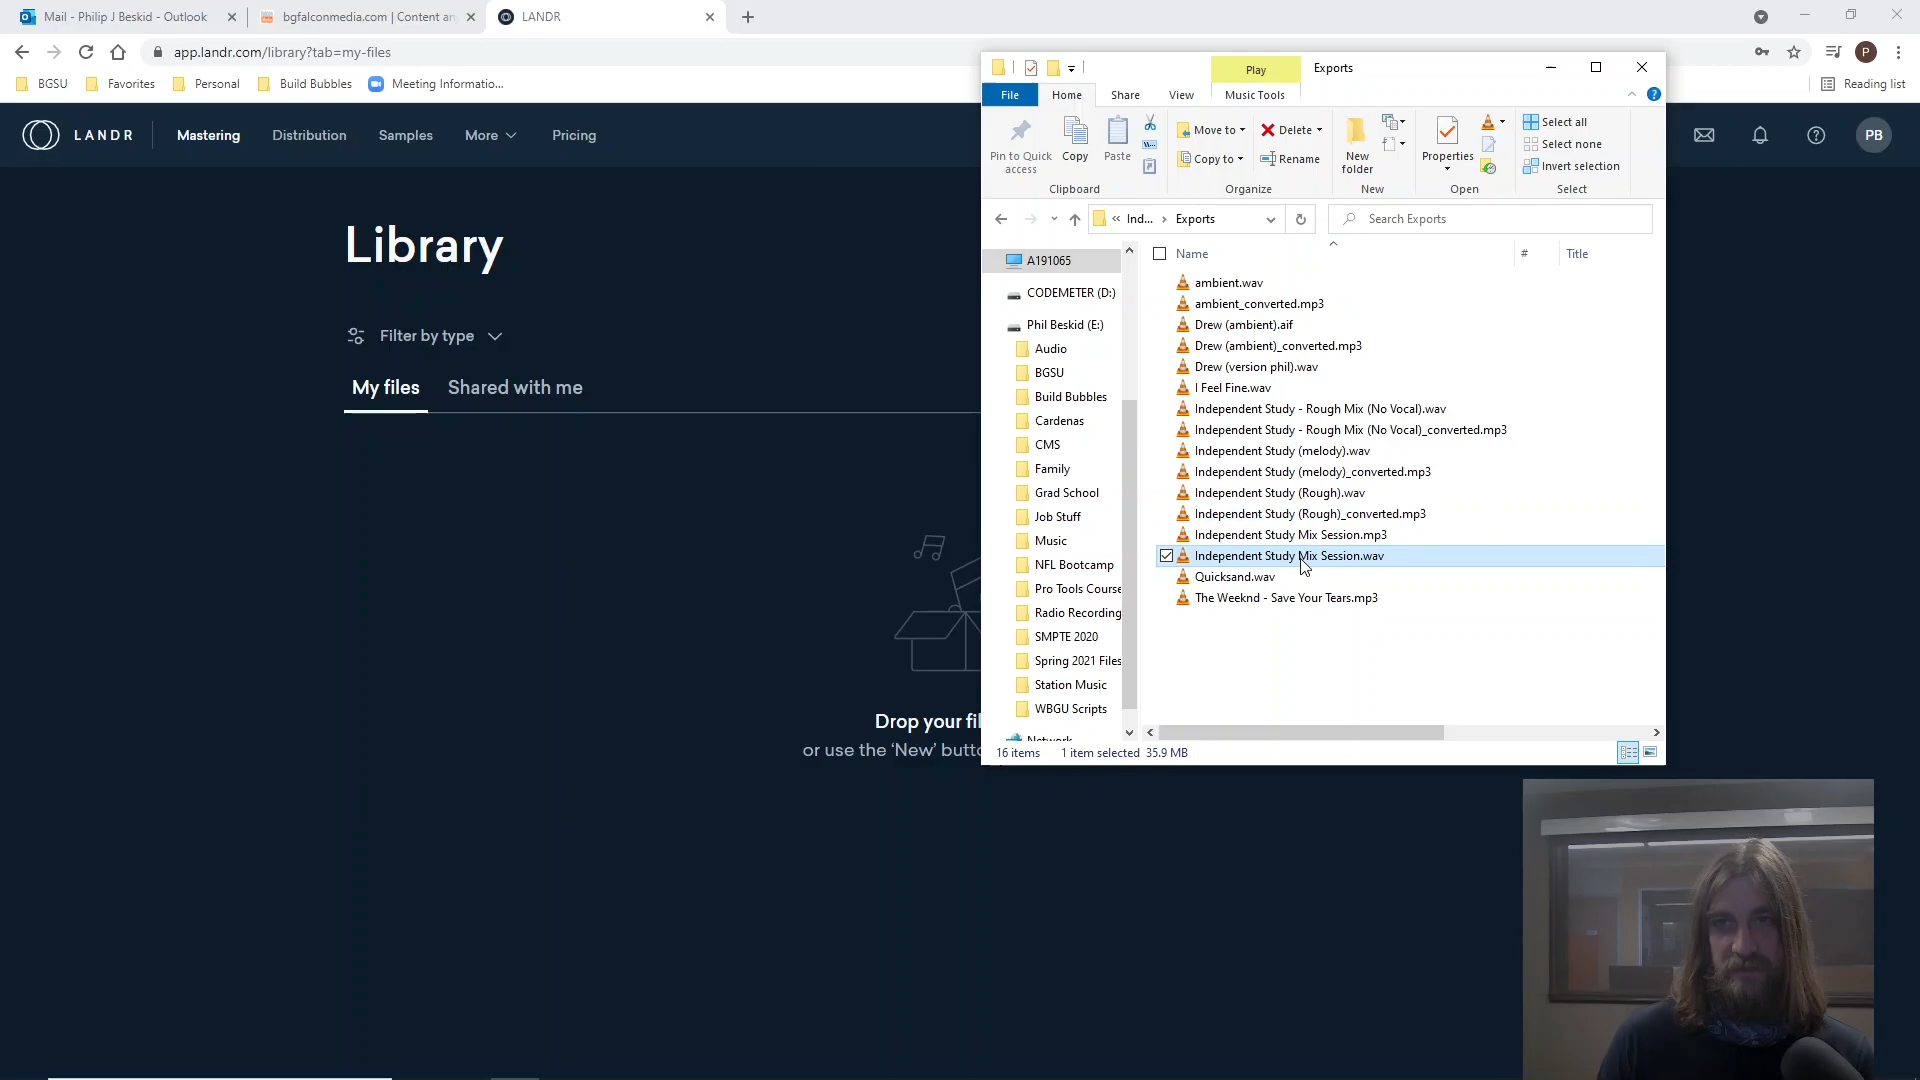 Mail - Philip J Beskid - Outlook
bgfalconmedia.com | Content an
LANDR
app.landr.com/library?tab=my-files
P
BGSU
Favorites
Personal
Build Bubbles
Meeting Informatio...
Reading list
LANDR
Mastering
Distribution
Samples
More
Pricing
PB
Library
Filter by type
My files
Shared with me
Drop your fil
or use the ‘New’ butto
Play
Exports
File
Home
Share
View
Music Tools
Pin to Quick
access
Copy
Paste
Move to
Copy to
Delete
Rename
New
folder
Properties
Select all
Select none
Invert selection
Clipboard
Organize
New
Open
Select
Ind...
Exports
Search Exports
A191065
CODEMETER (D:)
Phil Beskid (E:)
Audio
BGSU
Build Bubbles
Cardenas
CMS
Family
Grad School
Job Stuff
Music
NFL Bootcamp
Pro Tools Course
Radio Recording
SMPTE 2020
Spring 2021 Files
Station Music
WBGU Scripts
Network
Name
#
Title
ambient.wav
ambient_converted.mp3
Drew (ambient).aif
Drew (ambient)_converted.mp3
Drew (version phil).wav
I Feel Fine.wav
Independent Study - Rough Mix (No Vocal).wav
Independent Study - Rough Mix (No Vocal)_converted.mp3
Independent Study (melody).wav
Independent Study (melody)_converted.mp3
Independent Study (Rough).wav
Independent Study (Rough)_converted.mp3
Independent Study Mix Session.mp3
Independent Study Mix Session.wav
Quicksand.wav
The Weeknd - Save Your Tears.mp3
16 items
1 item selected 35.9 MB